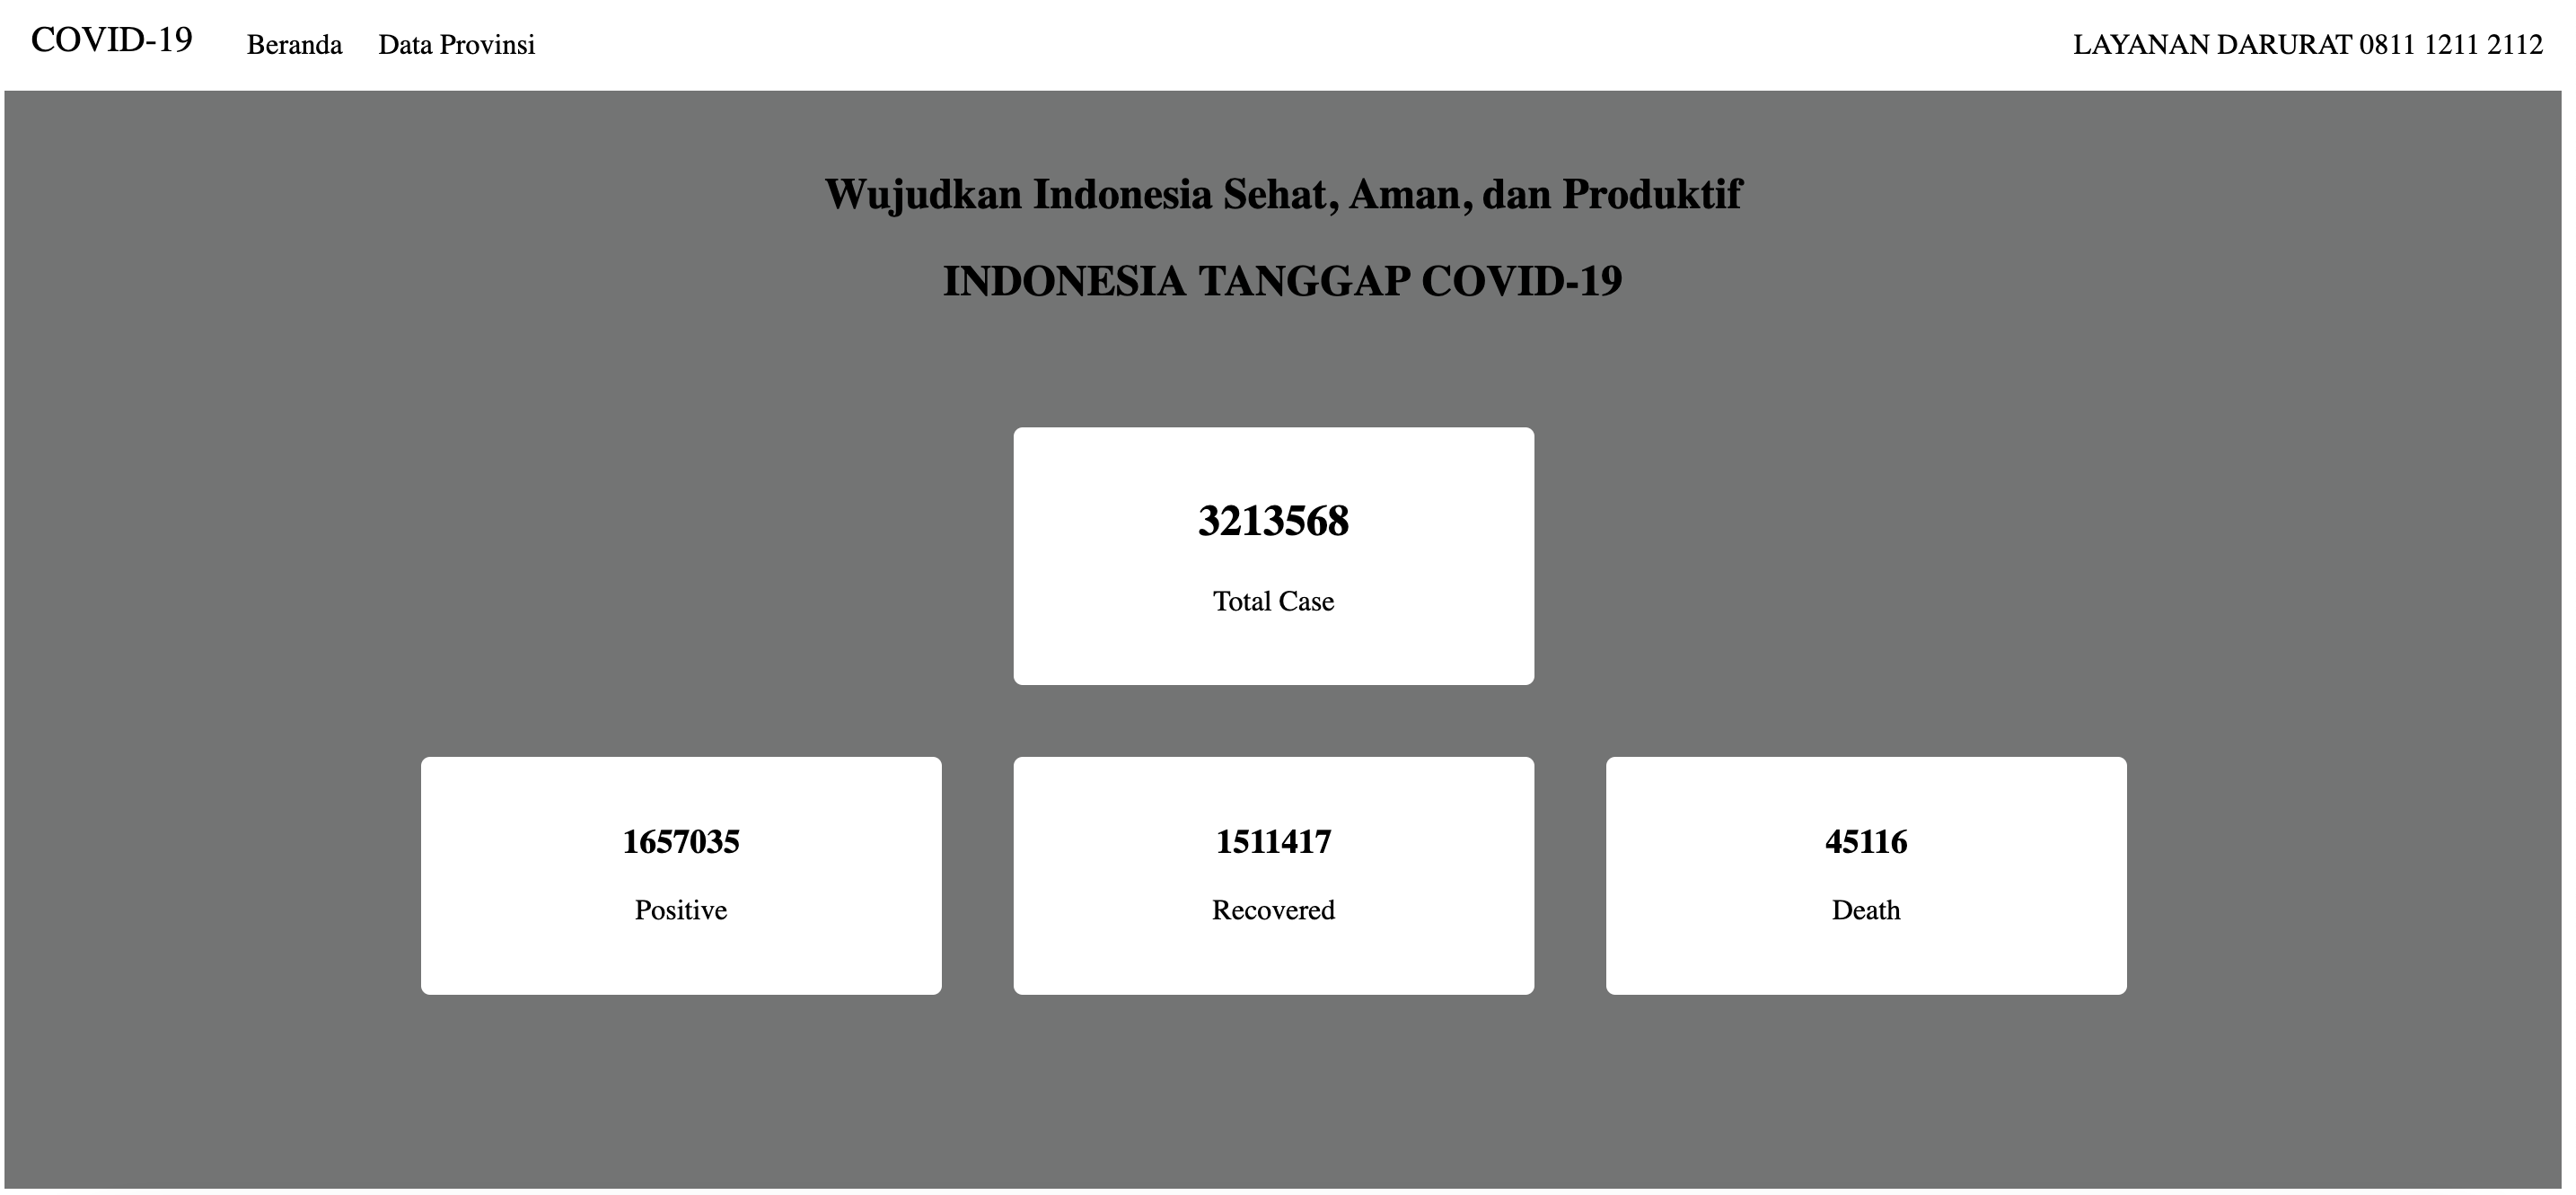 COVID-19 Beranda Data Provinsi LAYANAN DARURAT 0811 1211 2112
Wujudkan Indonesia Sehat, Aman, dan Produktif
INDONESIA TANGGAP COVID-19
3213568
Total Case
1657035
Positive
1511417
Recovered
45116
Death